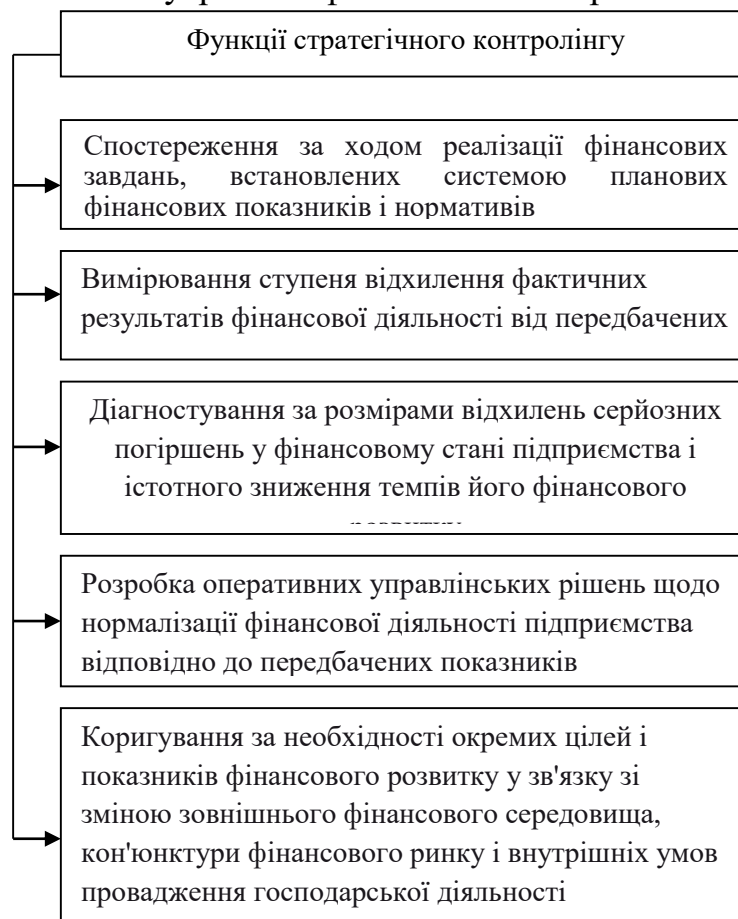 Функції стратегічного контролінгу
Спостереження за ходом реалізації фінансових
завдань, встановлених системою планових
фінансових показників і нормативів
Вимірювання ступеня відхилення фактичних
результатів фінансової діяльності від передбачених
Діагностування за розмірами відхилень серйозних
погіршень у фінансовому стані підприємства і
істотного зниження темпів його фінансового
Розробка оперативних управлінських рішень щодо
нормалізації фінансової діяльності підприємства
відповідно до передбачених показників
Коригування за необхідності окремих цілей і
показників фінансового розвитку у зв'язку зі
зміною зовнішнього фінансового середовища,
кон'юнктури фінансового ринку і внутрішніх умов
провадження господарської діяльності